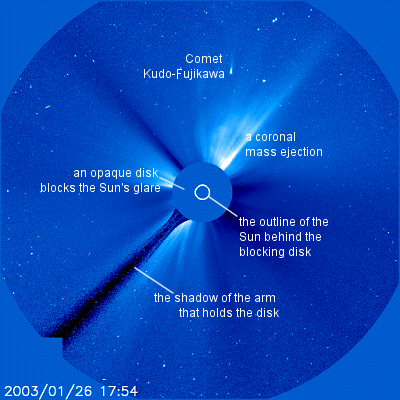 Comet
Kudo-Fujikawa
a coronal
mass ejection
an opaque disk
blocks the Sun's glare
the outline of the
Sun behind the
blocking disk
the shadow of the arm
that holds the disk
2003/01/26 17:54